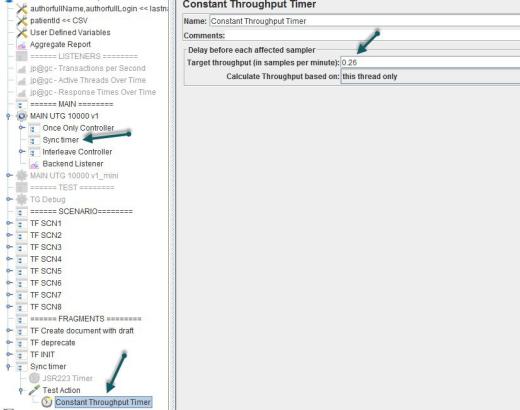 authorfullName,authorfullLogin << lastn
patientId << CSV
User Defined Variables
Aggregate Report
====== LISTENERS ========
jp@gc - Transactions per Second
jp@gc - Active Threads Over Time
jp@gc - Response Times Over Time
====== MAIN ========
MAIN UTG 10000 v1
Once Only Controller
Sync timer
Interleave Controller
Backend Listener
MAIN UTG 10000 v1_mini
====== TEST ========
TG Debug
====== SCENARIO========
TF SCN1
TF SCN2
TF SCN3
TF SCN4
TF SCN5
TF SCN6
TF SCN7
TF SCN8
====== FRAGMENTS ========
TF Create document with draft
TF deprecate
TF INIT
Sync timer
JSR223 Timer
Test Action
Constant Throughput Timer
Constant Throughput Timer
Name: Constant Throughput Timer
Comments:
Delay before each affected sampler
Target throughput (in samples per minute): 0.26
Calculate Throughput based on: this thread only